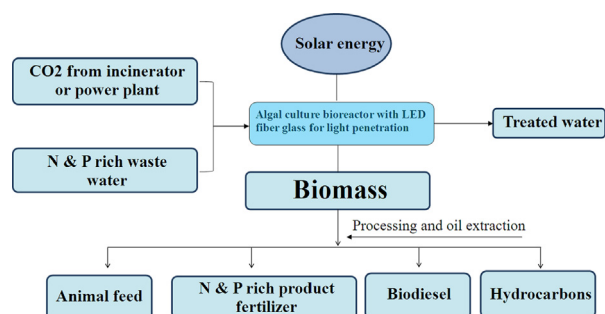 Solar energy
CO2 from incinerator
or power plant
Algal culture bioreactor with LED
fiber glass for light penetration
Treated water
N & P rich waste
water
Biomass
Processing and oil extraction
Animal feed
N & P rich product
fertilizer
Biodiesel
Hydrocarbons